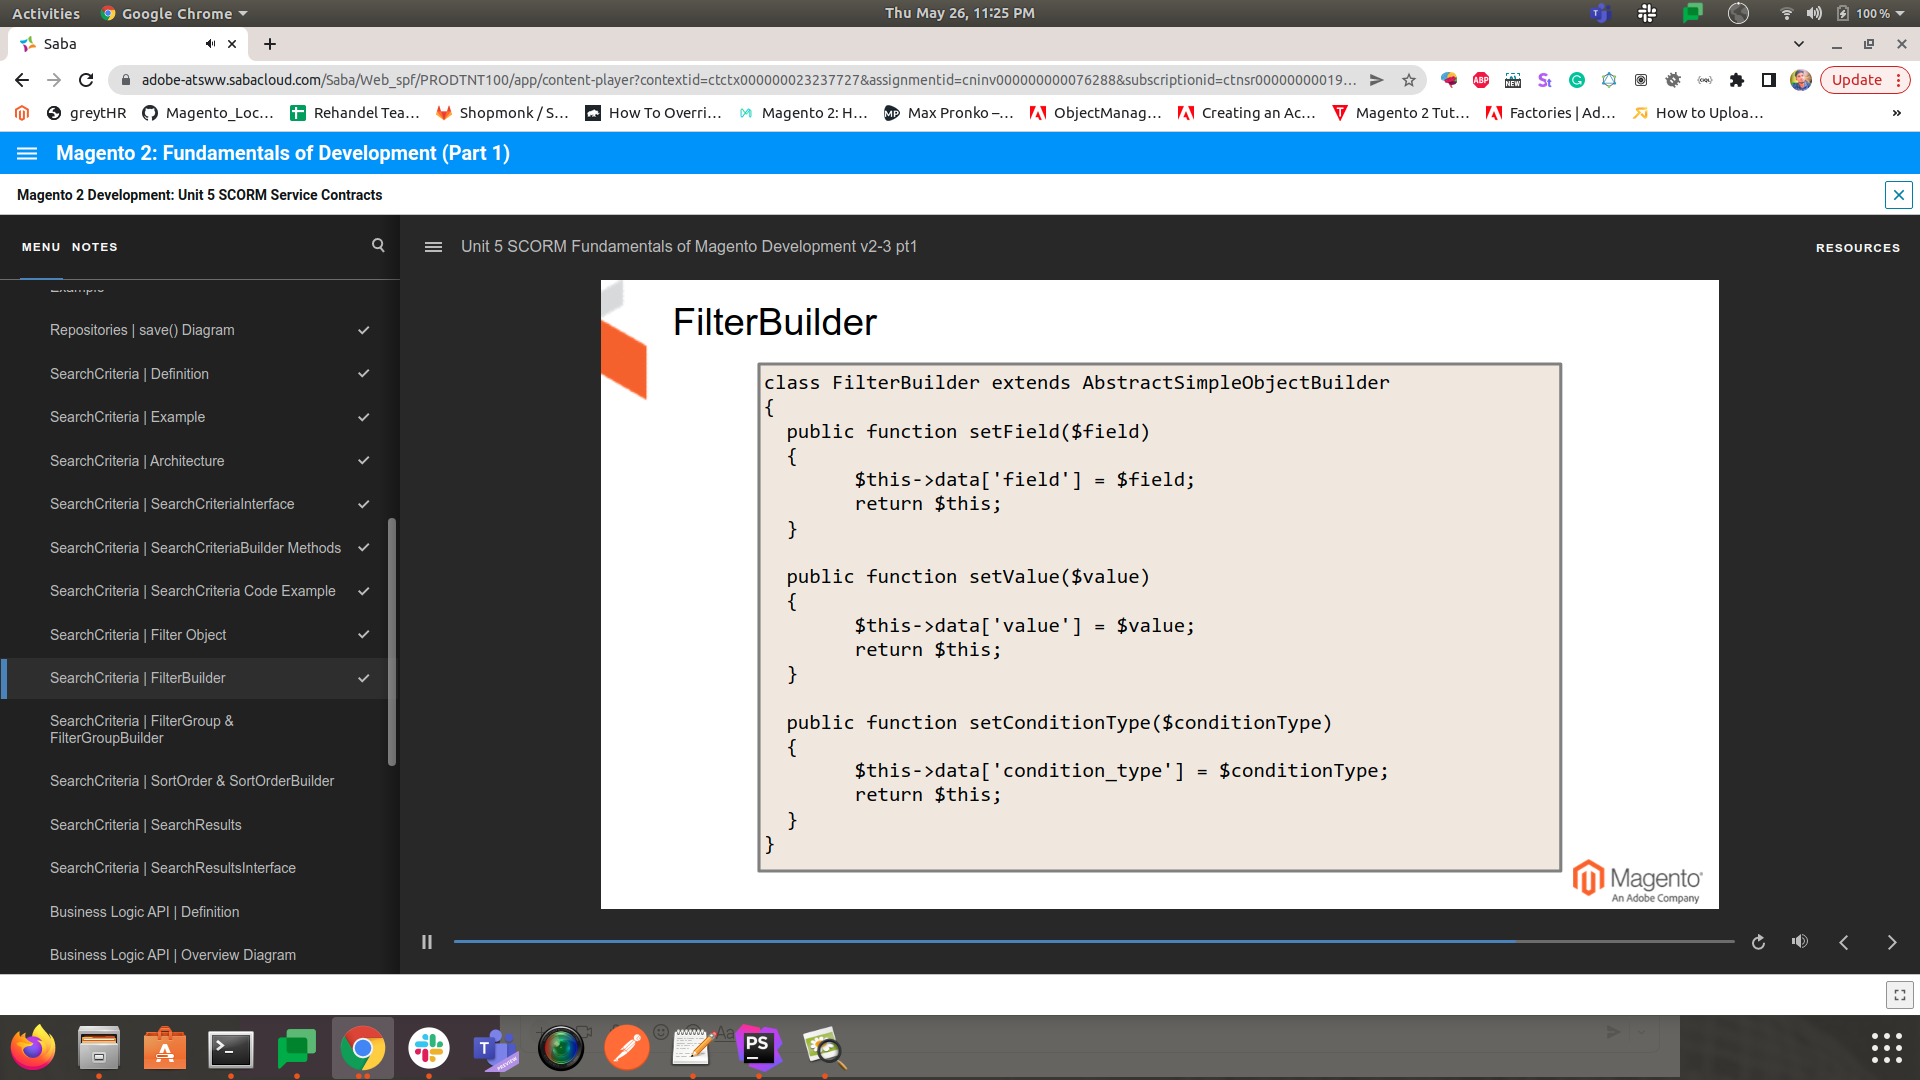 Activities
Google Chrome
Thu May 26, 11:25 PM
100 %
Saba
adobe-atsww.sabacloud.com/Saba/Web_spf/PRODTNT100/app/content-player?contextid=ctctx000000023237727&assignmentid=cninv000000000076288&subscriptionid=ctnsr00000000019...
Update
greytHR
Magento_Loc...
Rehandel Tea...
Shopmonk / S...
How To Overri...
Magento 2: H...
Max Pronko –...
ObjectManag...
Creating an Ac...
Magento 2 Tut...
Factories | Ad...
How to Uploa...
»
Magento 2: Fundamentals of Development (Part 1)
Magento 2 Development: Unit 5 SCORM Service Contracts
MENU NOTES
Unit 5 SCORM Fundamentals of Magento Development v2-3 pt1
RESOURCES
Example
Repositories | save() Diagram
SearchCriteria | Definition
SearchCriteria | Example
SearchCriteria | Architecture
SearchCriteria | SearchCriteriaInterface
SearchCriteria | SearchCriteriaBuilder Methods
SearchCriteria | SearchCriteria Code Example
SearchCriteria | Filter Object
SearchCriteria | FilterBuilder
SearchCriteria | FilterGroup &
FilterGroupBuilder
SearchCriteria | SortOrder & SortOrderBuilder
SearchCriteria | SearchResults
SearchCriteria | SearchResultsInterface
Business Logic API | Definition
Business Logic API | Overview Diagram
FilterBuilder
class FilterBuilder extends AbstractSimpleObjectBuilder
{
public function setField($field)
{
$this->data['field'] = $field;
return $this;
}
public function setValue($value)
{
$this->data['value'] = $value;
return $this;
}
public function setConditionType($conditionType)
{
$this->data['condition_type'] = $conditionType;
return $this;
}
}
Magento
An Adobe Company